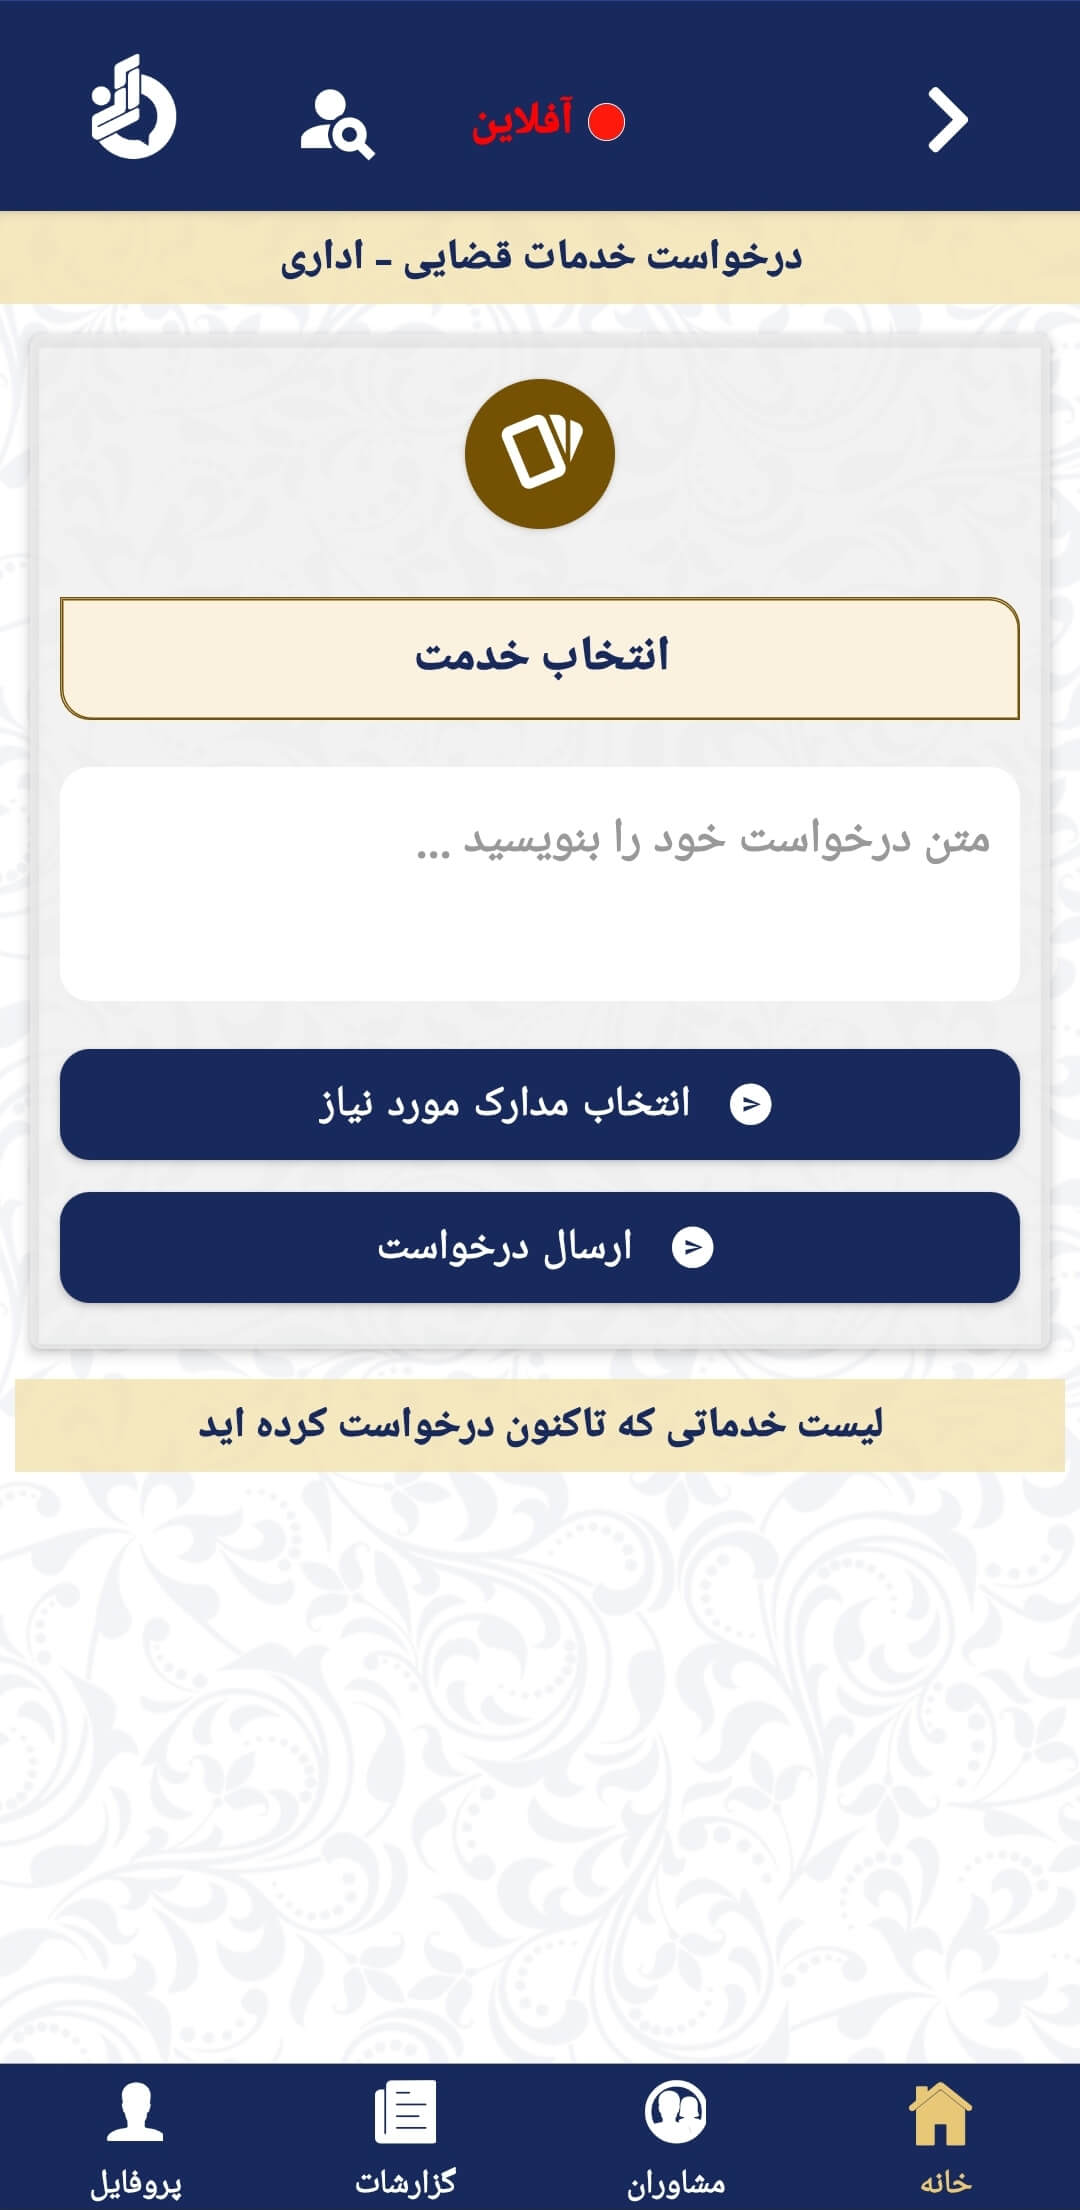 آفلاین
درخواست خدمات قضایی - اداری
انتخاب خدمت
متن درخواست خود را بنویسید ...
انتخاب مدارک مورد نیاز
ارسال درخواست
لیست خدماتی که تاکنون درخواست کرده اید
خانه
مشاوران
گزارشات
پروفایل